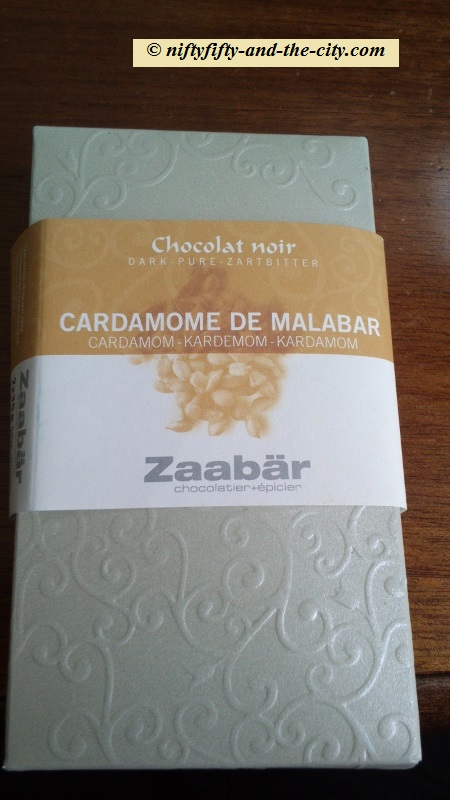 © niftyfifty-and-the-city.com
Chocolat noir
DARK-PURE-ZARTBITTER
CARDAMOME DE MALABAR
CARDAMOM-KARDEMOM-KARDAMOM
Zaabär
chocolatier+épicier
Zaabär